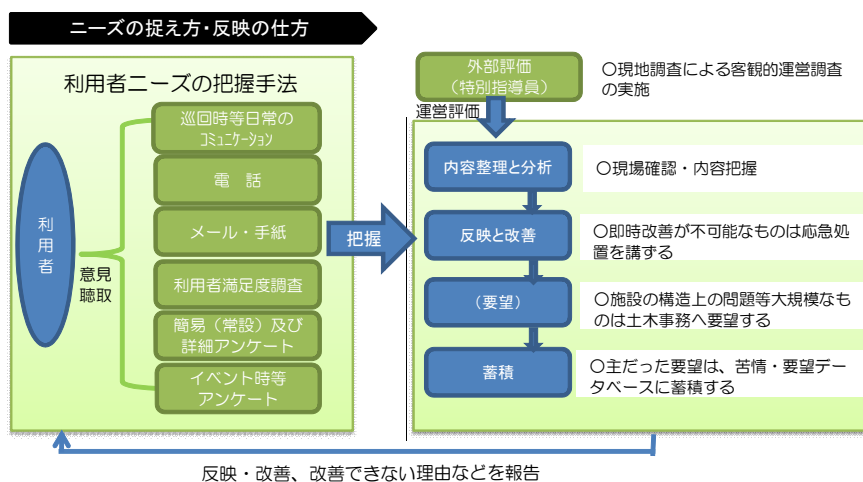 ニーズの捉え方・反映の仕方
利用者ニーズの把握手法
利用者
意見
聴取
巡回時等日常の
ｺﾐｭﾆｹｰｼｮﾝ
電　話
メール・手紙
利用者満足度調査
簡易（常設）及び
詳細アンケート
イベント時等
アンケート
把握
外部評価
（特別指導員）
〇現地調査による客観的運営調査
の実施
運営評価
内容整理と分析
〇現場確認・内容把握
反映と改善
〇即時改善が不可能なものは応急処
置を講ずる
（要望）
〇施設の構造上の問題等大規模なも
のは土木事務へ要望する
蓄積
〇主だった要望は、苦情・要望デー
タベースに蓄積する
反映・改善、改善できない理由などを報告